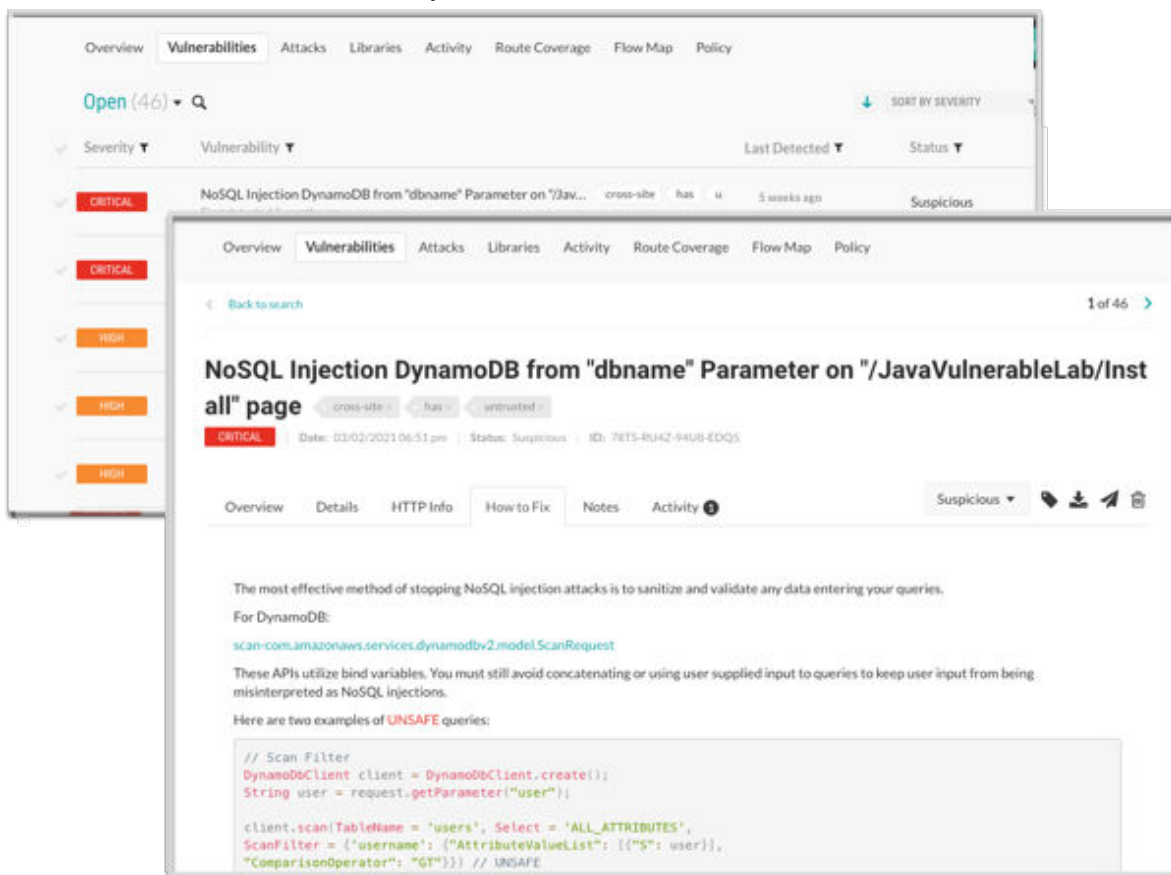 Overview Vulnerabilities Attacks Libraries Activity Route Coverage Flow Map Policy
Open (46)
SORT BY SEVERITY
Severity Vulnerability Last Detected Status
CRITICAL NoSQL Injection DynamoDB from "dbname" Parameter on "/Jav... cross-site has u 5 weeks ago Suspicious
CRITICAL
HIGH
HIGH
HIGH
Overview Vulnerabilities Attacks Libraries Activity Route Coverage Flow Map Policy
Back to search 1 of 46
NoSQL Injection DynamoDB from "dbname" Parameter on "/JavaVulnerableLab/Inst
all" page cross-site has untrusted
CRITICAL Date: 03/02/2021 06:51 pm Status: Suspicious ID:
Overview Details HTTP Info How to Fix Notes Activity
Suspicious
The most effective method of stopping NoSQL injection attacks is to sanitize and validate any data entering your queries.
For DynamoDB:
scan-com.amazonaws.services.dynamodbv2.model.ScanRequest
These APIs utilize bind variables. You must still avoid concatenating or using user supplied input to queries to keep user input from being
misinterpreted as NoSQL injections.
Here are two examples of UNSAFE queries:
// Scan Filter
DynamoDbClient client = DynamoDbClient.create();
String user = request.getParameter("user");
client.scan(TableName = 'users', Select = 'ALL_ATTRIBUTES',
ScanFilter = {'username': {"AttributeValueList": [{"S": user}],
"ComparisonOperator": "GT"}}) // UNSAFE